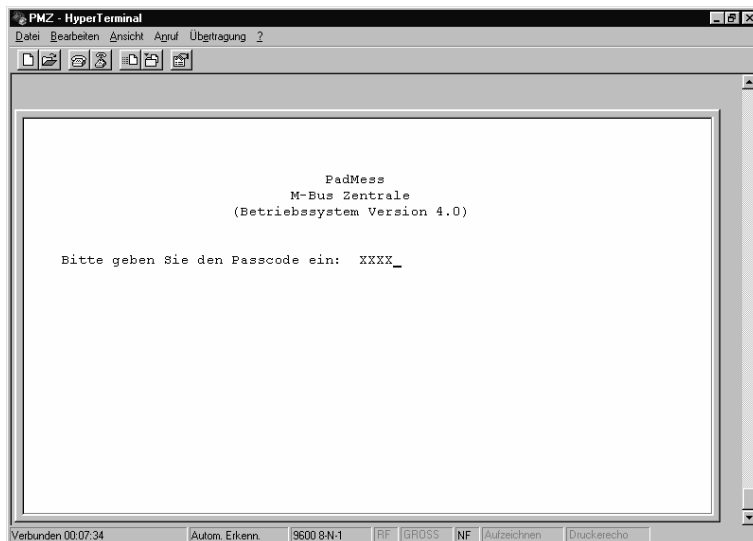 PMZ - HyperTerminal
Datei Bearbeiten Ansicht Anruf Übertragung ?
PadMess
M-Bus Zentrale
(Betriebssystem Version 4.0)
Bitte geben Sie den Passcode ein: XXXX_
Verbunden 00:07:34 Autom. Erkenn. 9600 8-N-1 RF GROSS NF Aufzeichnen Druckerecho